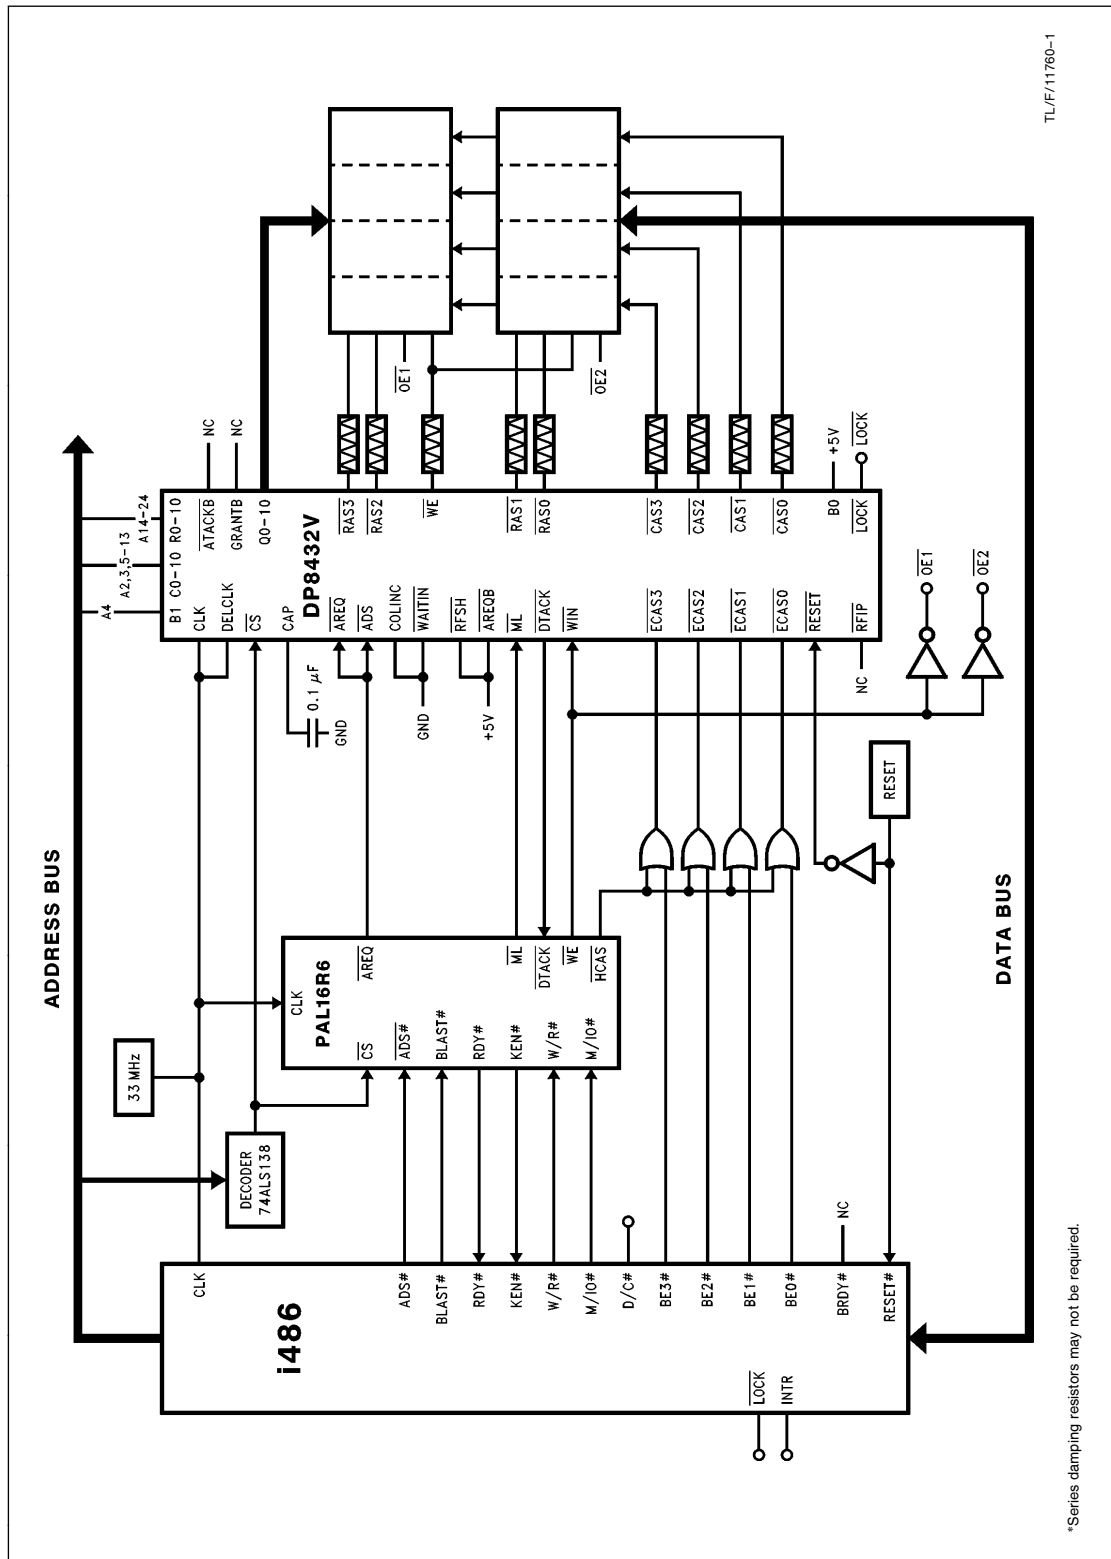 ADDRESS BUS
i486
CLK
ADS#
BLAST#
RDY#
KEN#
W/R#
M/IO#
D/C#
BE3#
BE2#
BE1#
BE0#
BRDY#
NC
RESET#
LOCK
INTR
DECODER
74ALS138
33 MHz
PAL16R6
CLK
CS
ADS#
BLAST#
RDY#
KEN#
W/R#
M/IO#
AREQ
ML
DTACK
WE
HCAS
RESET
0.1 μF
GND
GND
+5V
NC
A4
A2,3,5-13
A14-24
DP8432V
B1 C0-10 R0-10
CLK
DELCLK
CS
CAP
AREQ
ADS
COLINC
WAITIN
RFSH
AREQB
ML
DTACK
WIN
ECAS3
ECAS2
ECAS1
ECAS0
RESET
RFIP
ATACKB
GRANTB
Q0-10
RAS3
RAS2
WE
RAS1
RAS0
CAS3
CAS2
CAS1
CAS0
B0
LOCK
NC
NC
+5V
LOCK
OE1
OE2
OE1
OE2
DATA BUS
TL/F/11760-1
*Series damping resistors may not be required.